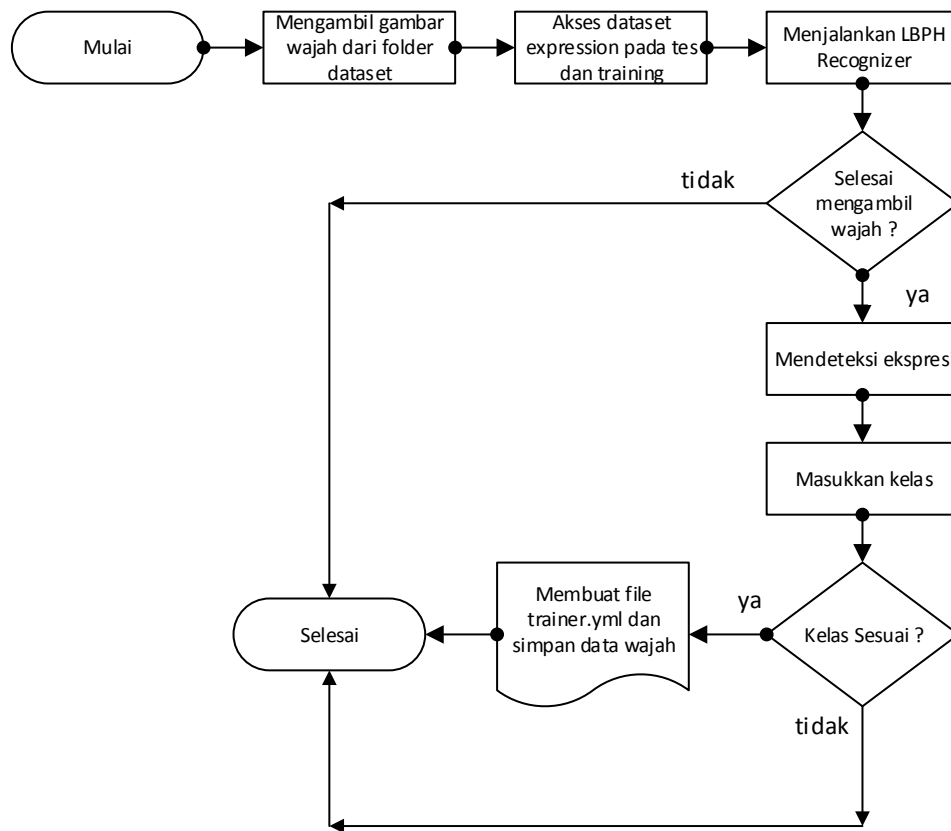 Mulai
Mengambil gambar
wajah dari folder
dataset
Akses dataset
expression pada tes
dan training
Menjalankan LBPH
Recognizer
Selesai
mengambil
wajah ?
tidak
ya
Mendeteksi ekspres
Masukkan kelas
Kelas Sesuai ?
ya
Membuat file
trainer.yml dan
simpan data wajah
Selesai
tidak